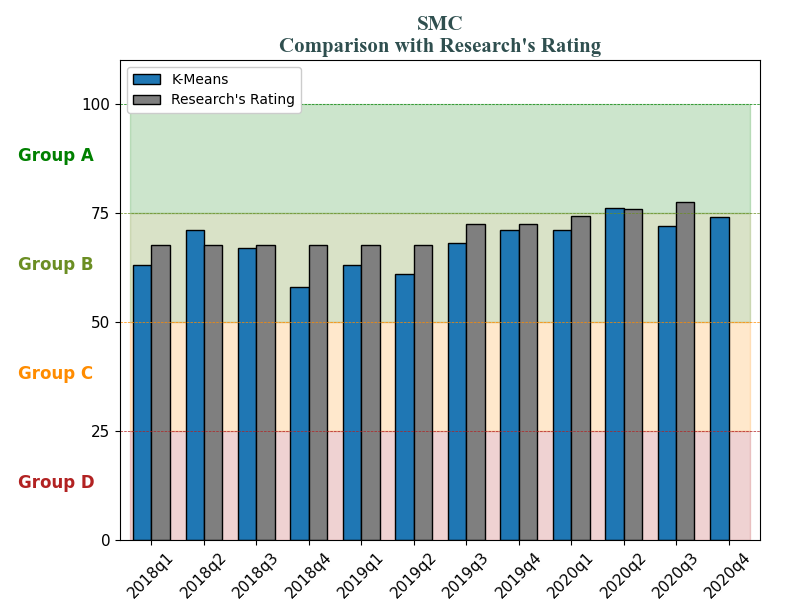 SMC
Comparison with Research's Rating
K-Means
Research's Rating
100
Group A
75
Group B
50
Group C
25
Group D
0
2018q1
2018q2
2018q3
2018q4
2019q1
2019q2
2019q3
2019q4
2020q1
2020q2
2020q3
2020q4